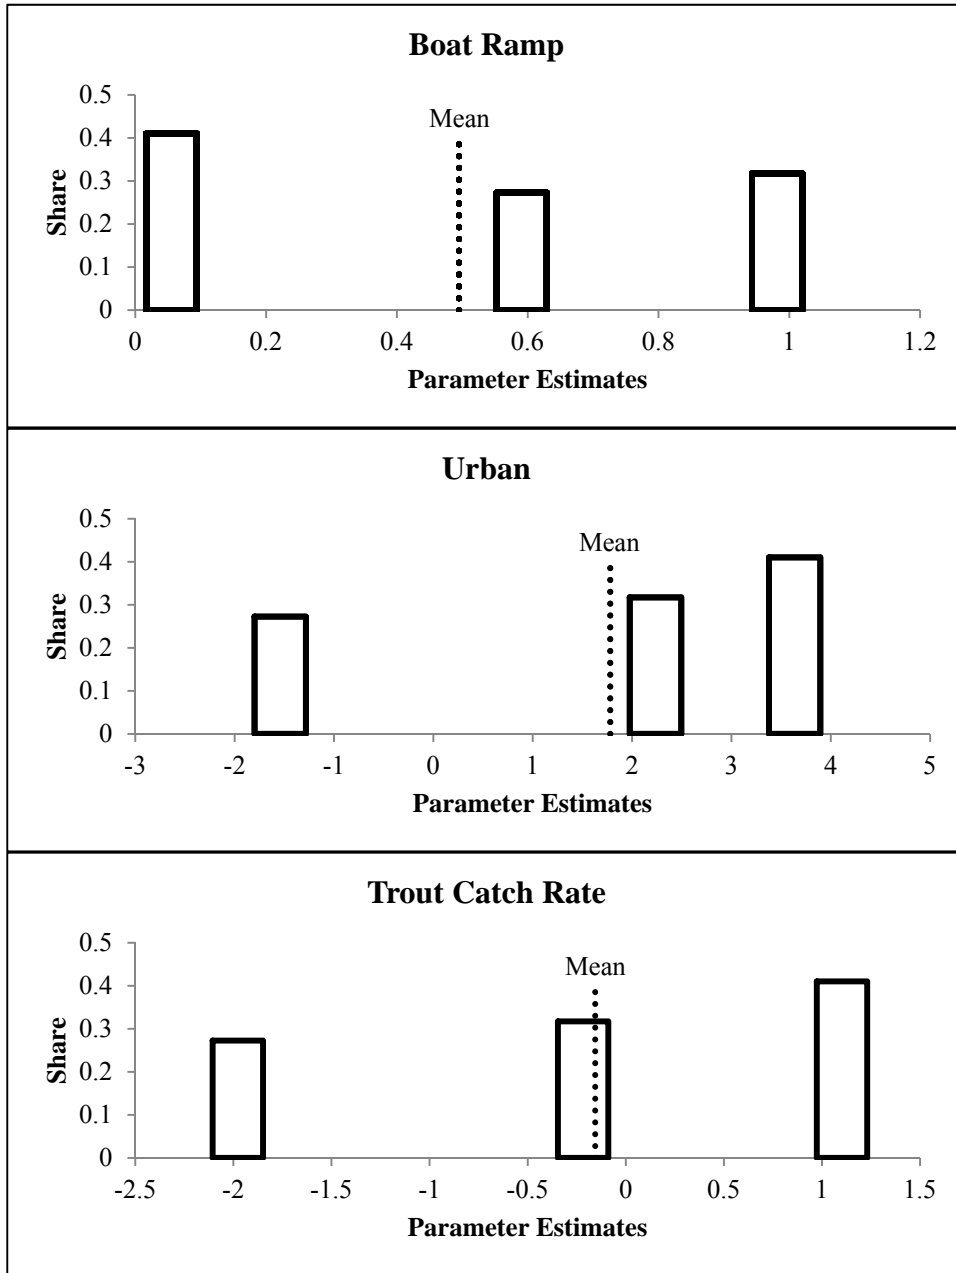 Boat Ramp
0.5
Mean
0.4
0.3
Share
0.2
0.1
0
0 0.2 0.4 0.6 0.8 1 1.2
Parameter Estimates
Urban
0.5
Mean
0.4
0.3
Share
0.2
0.1
0
-3 -2 -1 0 1 2 3 4 5
Parameter Estimates
Trout Catch Rate
0.5
Mean
0.4
0.3
Share
0.2
0.1
0
-2.5 -2 -1.5 -1 -0.5 0 0.5 1 1.5
Parameter Estimates